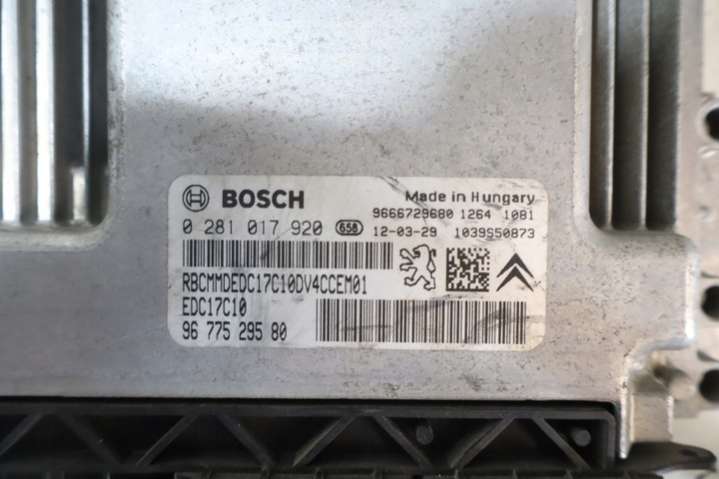 BOSCH
Made in Hungary
9666729680 1264 1081
0 281 017 920 658 12-03-29 1039S50873
RBCMMDEDC17C10DV4CCEM01
EDC17C10
96 775 295 80